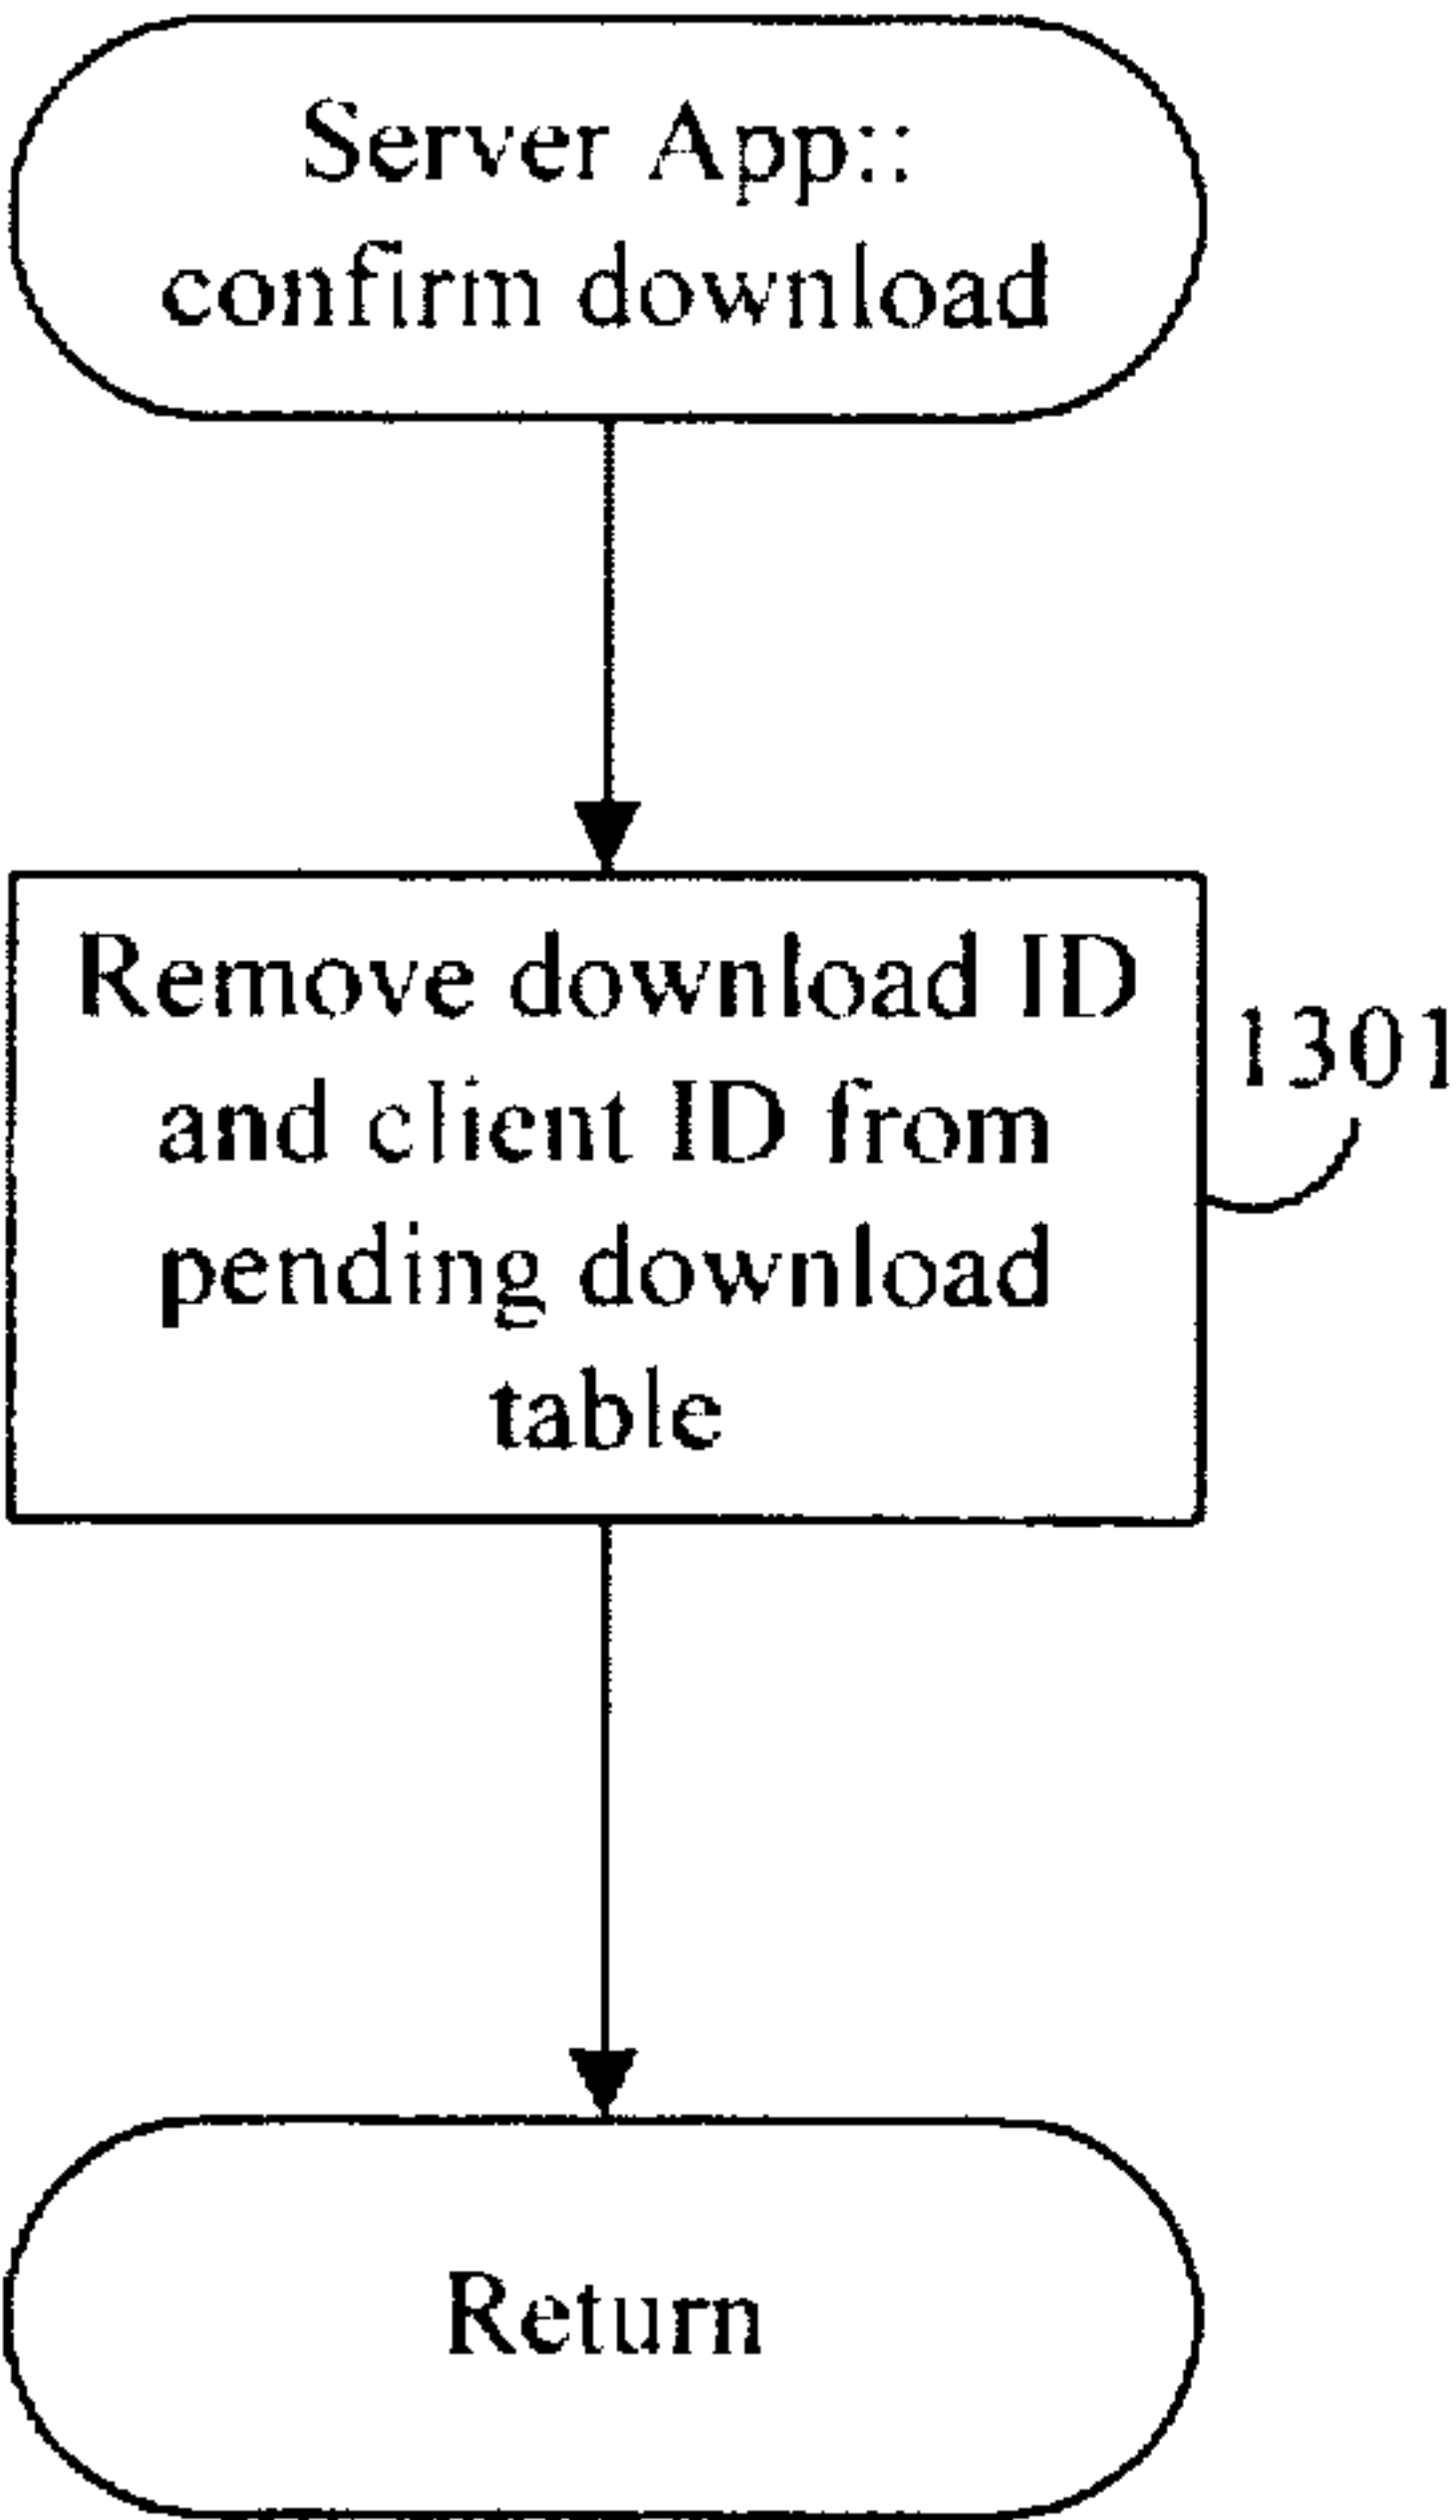 Server App::
confirm download
Remove download ID
and client ID from
pending download
table
1301
Return